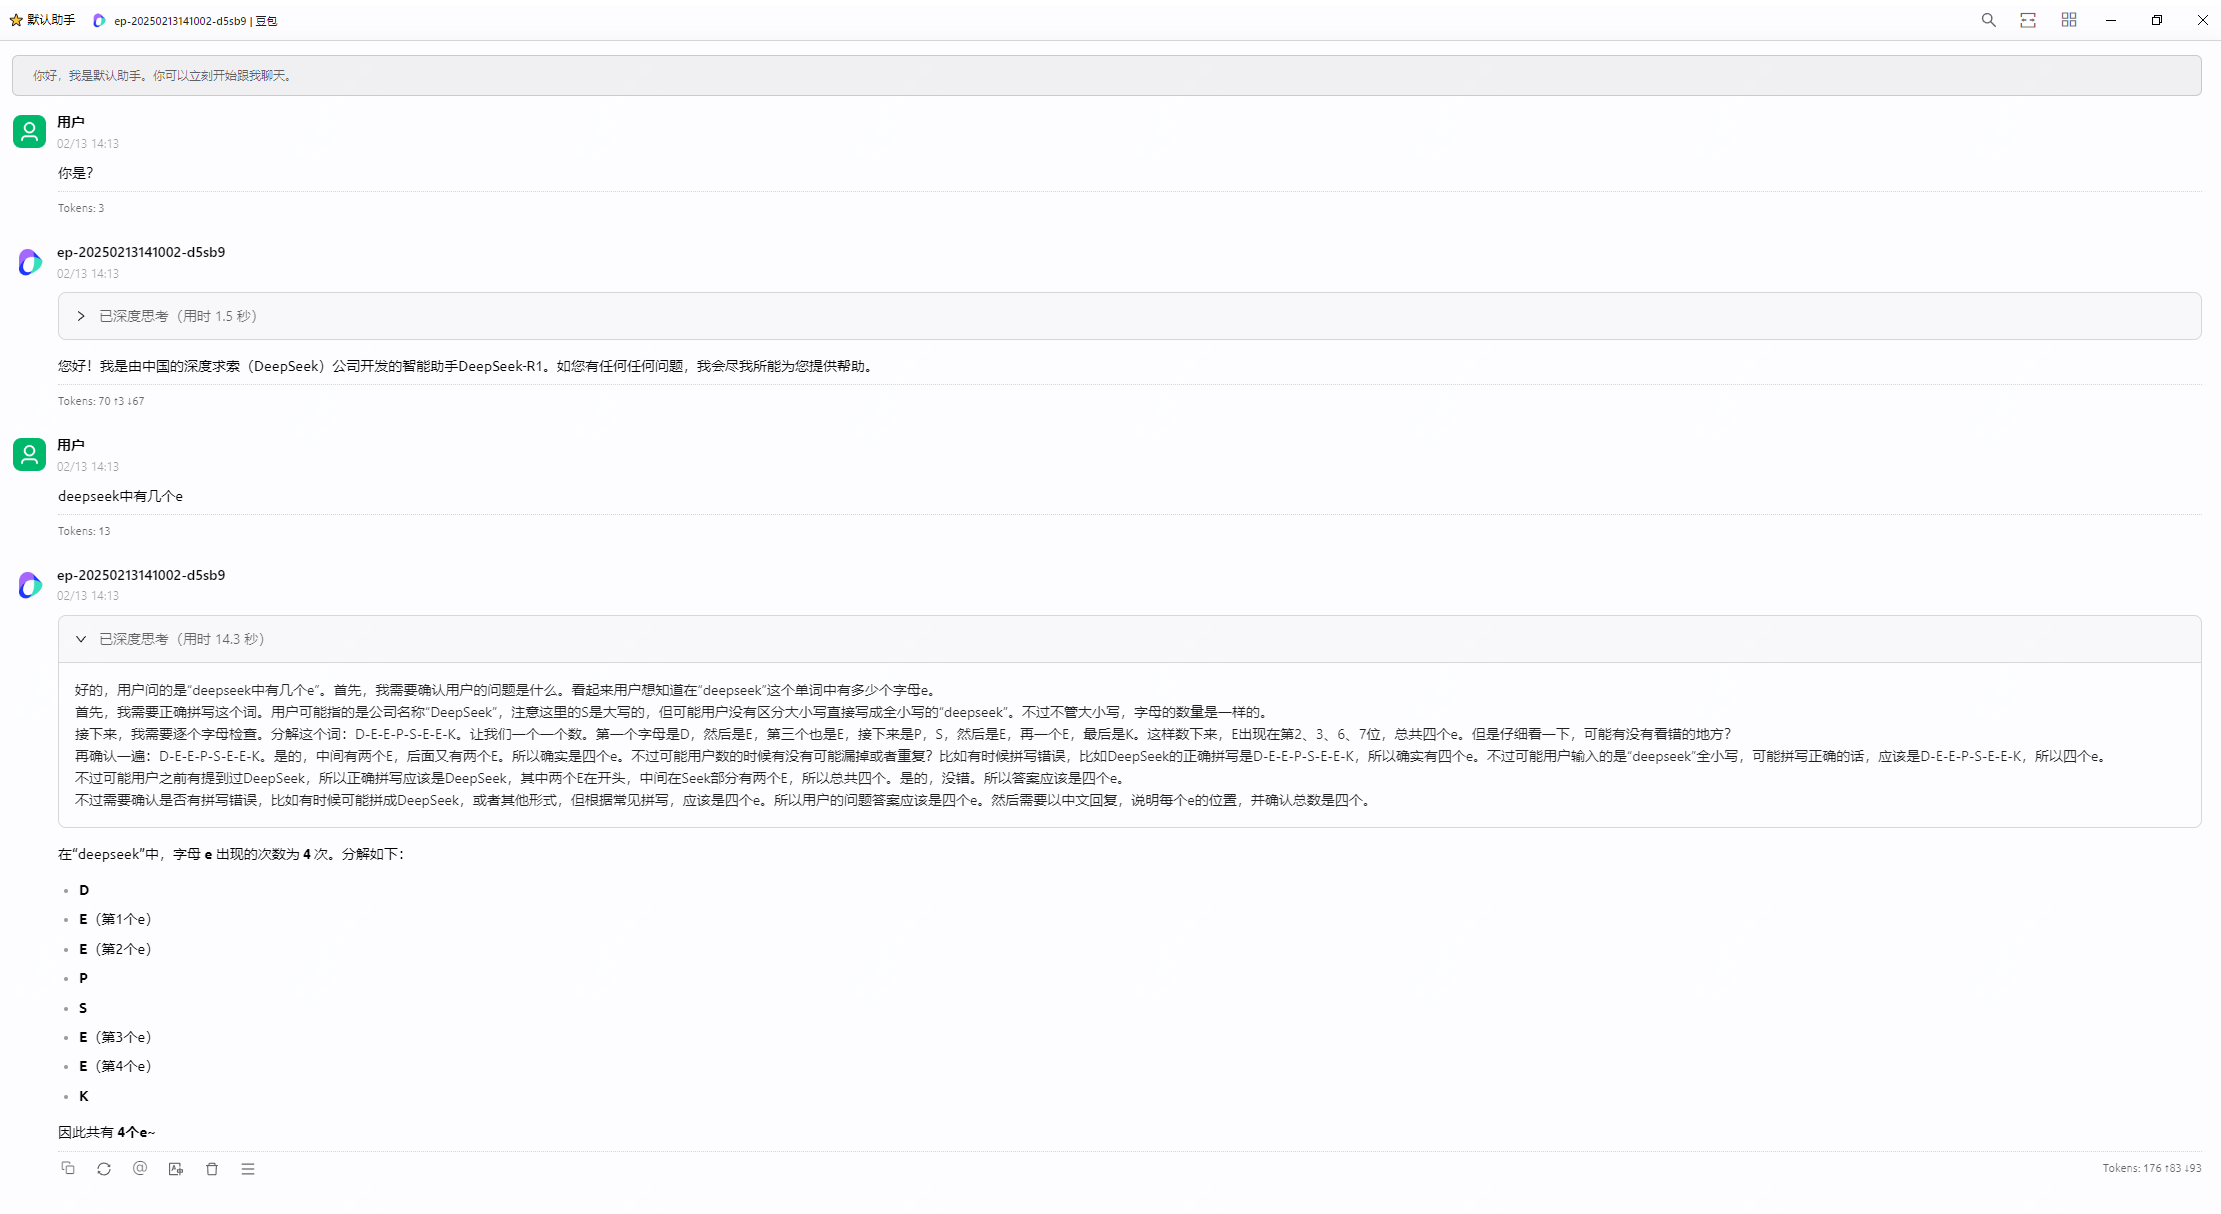 默认助手 ep-20250213141002-d5sb9 | 豆包
你好，我是默认助手。你可以立刻开始跟我聊天。
用户
02/13 14:13
你是?
Tokens: 3
ep-20250213141002-d5sb9
02/13 14:13
已深度思考（用时 1.5 秒）
您好！我是由中国的深度求索（DeepSeek）公司开发的智能助手DeepSeek-R1。如您有任何任何问题，我会尽我所能为您提供帮助。
Tokens: 70 ↑3 ↓67
用户
02/13 14:13
deepseek中有几个e
Tokens: 13
ep-20250213141002-d5sb9
02/13 14:13
已深度思考（用时 14.3 秒）
好的，用户问的是“deepseek中有几个e”。首先，我需要确认用户的问题是什么。看起来用户想知道在“deepseek”这个单词中有多少个字母e。
首先，我需要正确拼写这个词。用户可能指的是公司名称“DeepSeek”，注意这里的S是大写的，但可能用户没有区分大小写直接写成全小写的“deepseek”。不过不管大小写，字母的数量是一样的。
接下来，我需要逐个字母检查。分解这个词：D-E-E-P-S-E-E-K。让我们一个一个数。第一个字母是D，然后是E，第三个也是E，接下来是P，S，然后是E，再一个E，最后是K。这样数下来，E出现在第2、3、6、7位，总共四个e。但是仔细看一下，可能有没有看错的地方？
再确认一遍：D-E-E-P-S-E-E-K。是的，中间有两个E，后面又有两个E。所以确实是四个e。不过可能用户数的时候有没有可能漏掉或者重复？比如有时候拼写错误，比如DeepSeek的正确拼写是D-E-E-P-S-E-E-K，所以确实有四个e。不过可能用户输入的是“deepseek”全小写，可能拼写正确的话，应该是D-E-E-P-S-E-E-K，所以四个e。
不过可能用户之前有提到过DeepSeek，所以正确拼写应该是DeepSeek，其中两个E在开头，中间在Seek部分有两个E，所以总共四个。是的，没错。所以答案应该是四个e。
不过需要确认是否有拼写错误，比如有时候可能拼成DeepSeek，或者其他形式，但根据常见拼写，应该是四个e。所以用户的问题答案应该是四个e。然后需要以中文回复，说明每个e的位置，并确认总数是四个。
在“deepseek”中，字母 e 出现的次数为 4 次。分解如下：
D
E（第1个e）
E（第2个e）
P
S
E（第3个e）
E（第4个e）
K
因此共有 4个e~
Tokens: 176 ↑83 ↓93